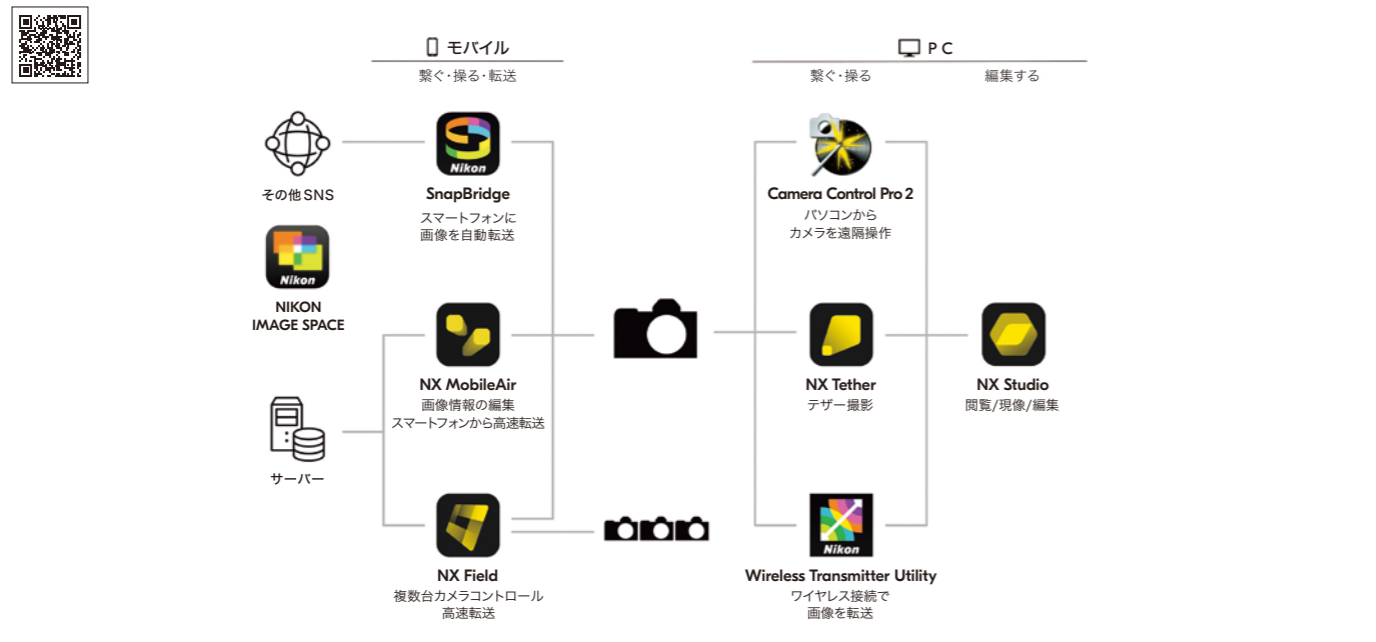 モバイル
繋ぐ・操る・転送
PC
繋ぐ・操る
編集する
その他SNS
Nikon
NIKON
IMAGE SPACE
サーバー
Nikon
SnapBridge
スマートフォンに
画像を自動転送
NX MobileAir
画像情報の編集
スマートフォンから高速転送
NX Field
複数台カメラコントロール
高速転送
Camera Control Pro 2
パソコンから
カメラを遠隔操作
NX Tether
テザー撮影
Nikon
Wireless Transmitter Utility
ワイヤレス接続で
画像を転送
NX Studio
閲覧/現像/編集